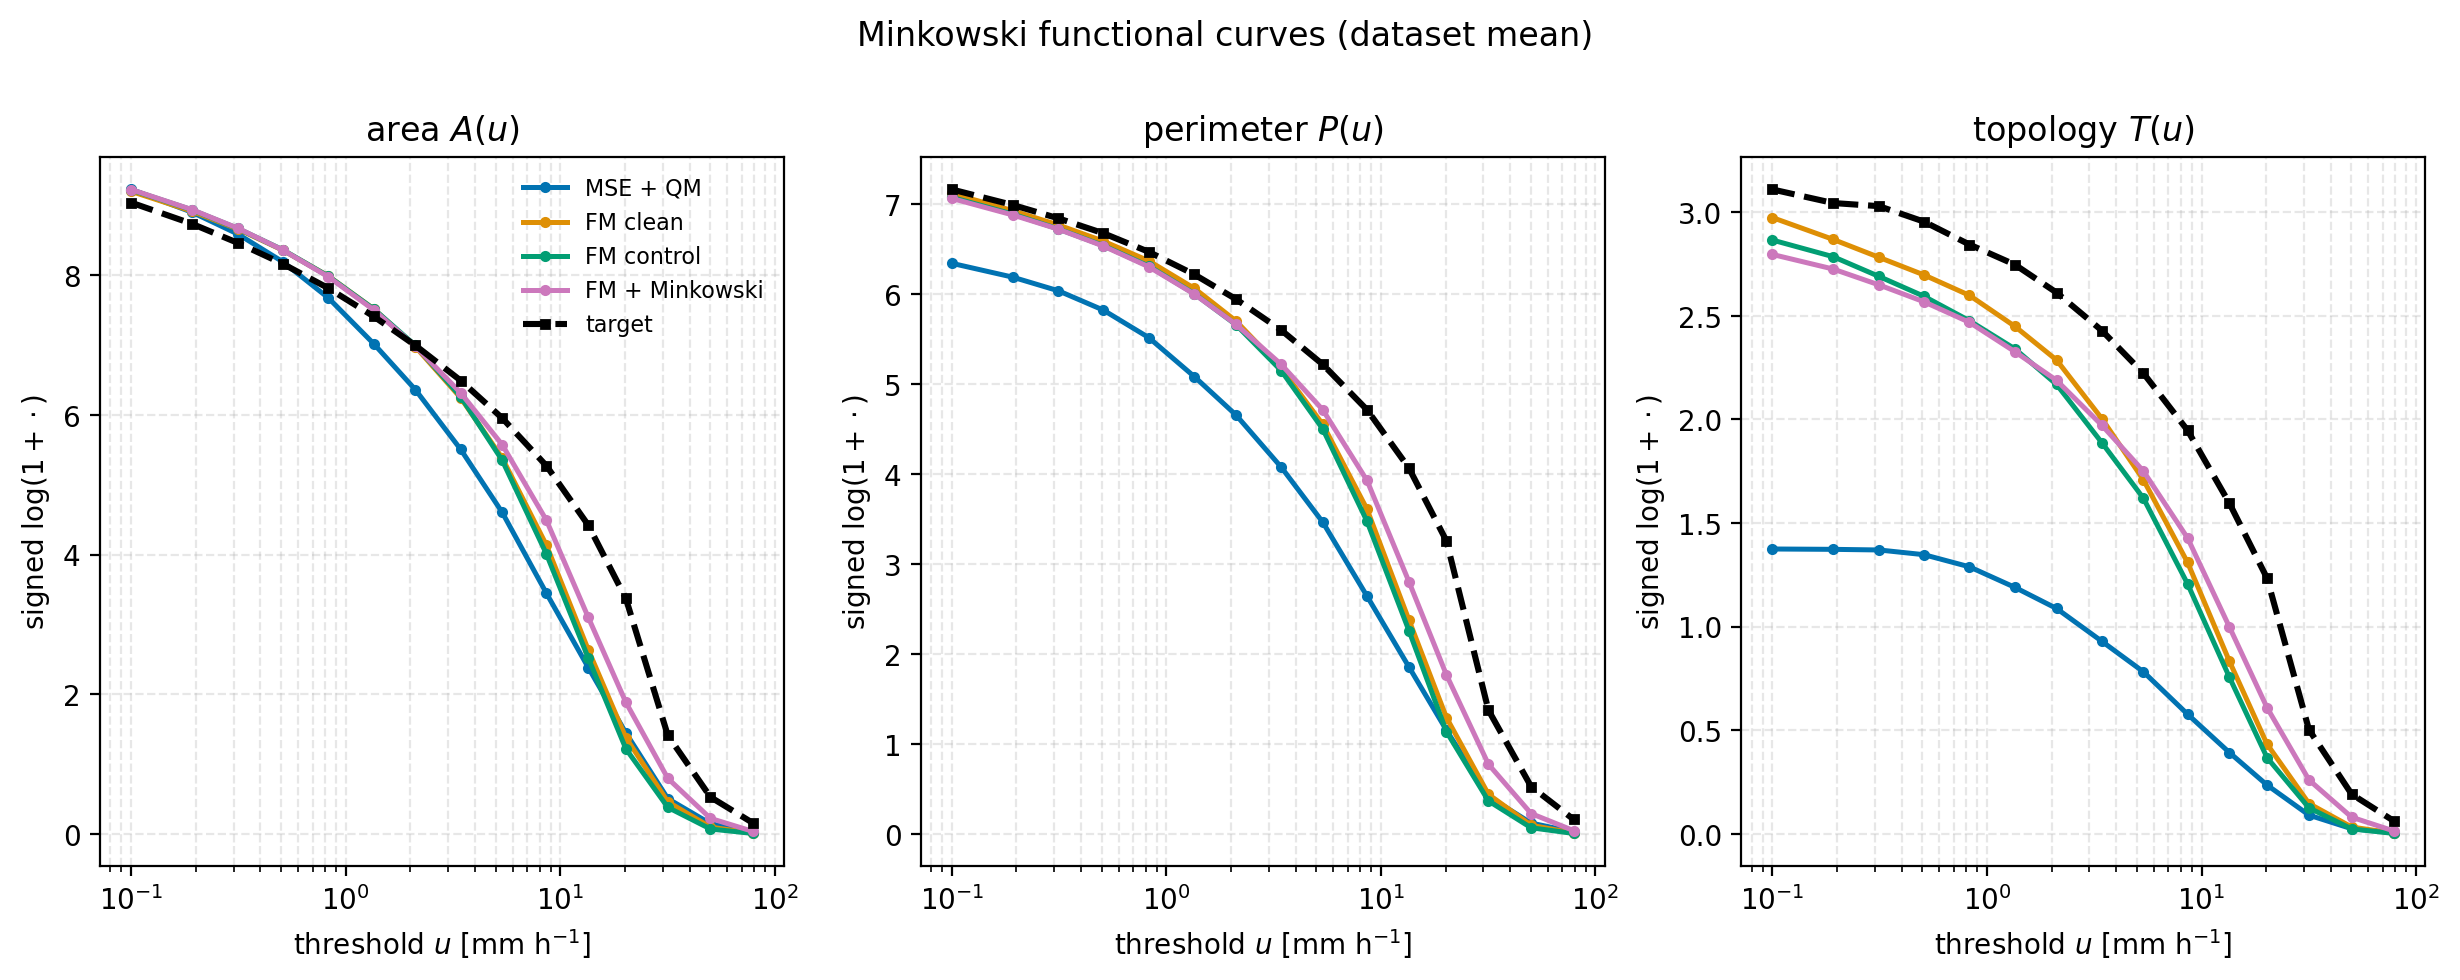 Minkowski functional curves (dataset mean)
area A(u)
signed log(1 + · )
8
6
4
2
0
10⁻¹ 10⁰ 10¹ 10²
threshold u [mm h⁻¹]
MSE + QM
FM clean
FM control
FM + Minkowski
target
perimeter P(u)
signed log(1 + · )
7
6
5
4
3
2
1
0
10⁻¹ 10⁰ 10¹ 10²
threshold u [mm h⁻¹]
topology T(u)
signed log(1 + · )
3.0
2.5
2.0
1.5
1.0
0.5
0.0
10⁻¹ 10⁰ 10¹ 10²
threshold u [mm h⁻¹]